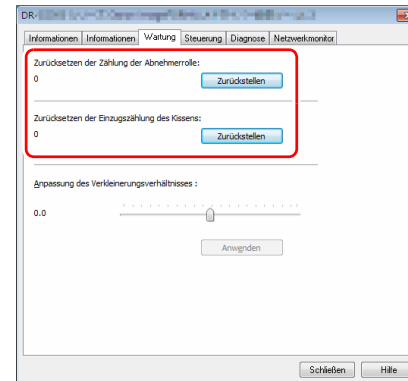 DR-
Informationen Informationen Wartung Steuerung Diagnose Netzwerkmonitor
Zurücksetzen der Zählung der Abnehmerrolle:
0 Zurückstellen
Zurücksetzen der Einzugszählung des Kissens:
0 Zurückstellen
Anpassung des Verkleinerungsverhältnisses :
0.0
Anwenden
Schließen Hilfe